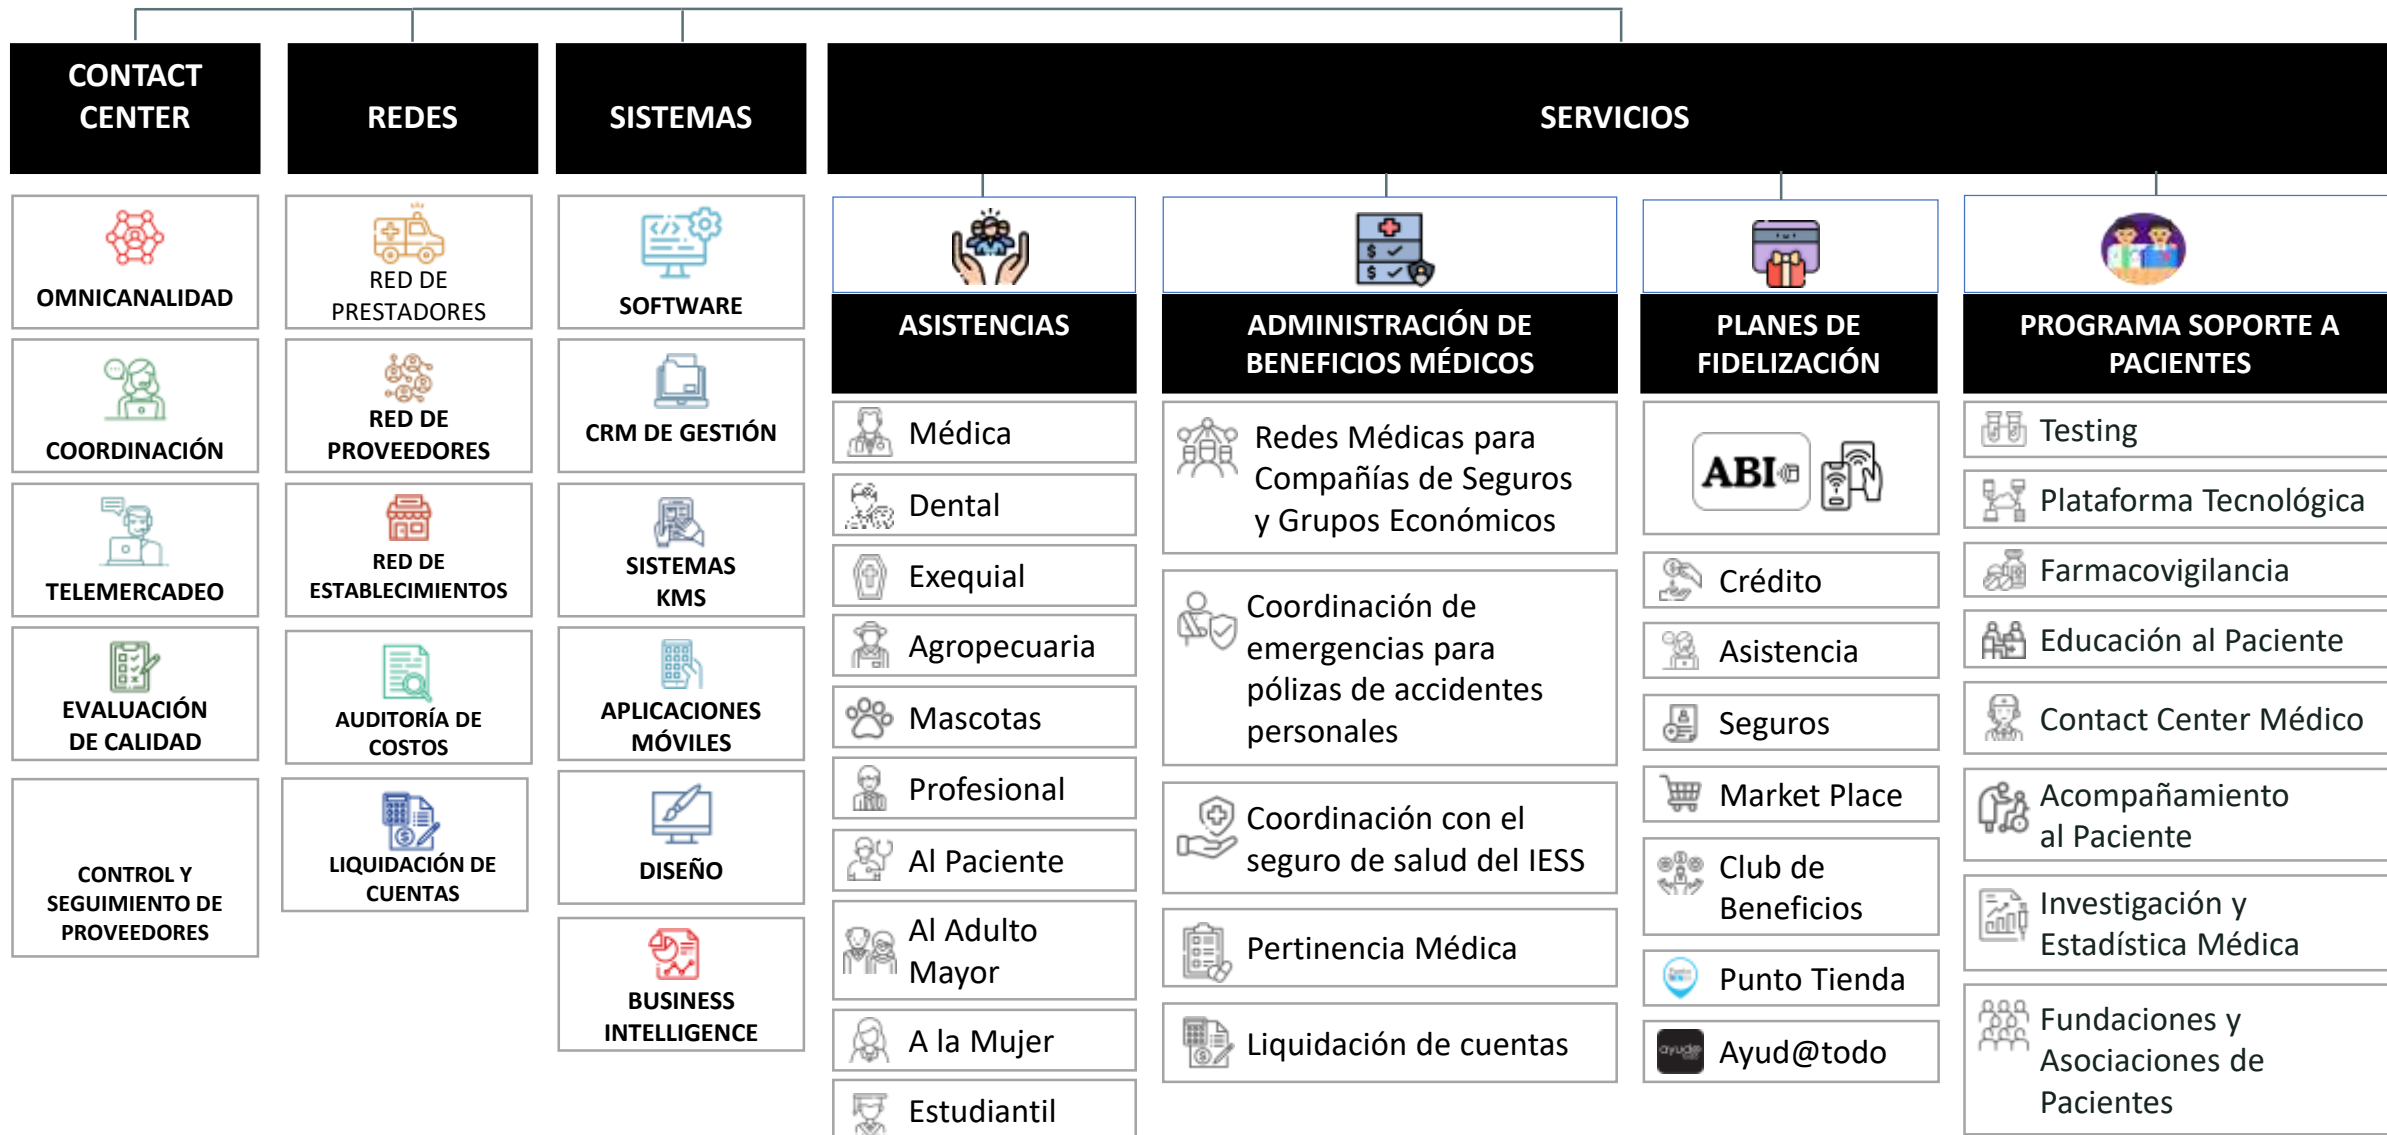 CONTACT
CENTER
REDES
SISTEMAS
SERVICIOS
OMNICANALIDAD
COORDINACIÓN
TELEMERCADEO
EVALUACIÓN
DE CALIDAD
CONTROL Y
SEGUIMIENTO DE
PROVEEDORES
RED DE
PRESTADORES
RED DE
PROVEEDORES
RED DE
ESTABLECIMIENTOS
AUDITORÍA DE
COSTOS
LIQUIDACIÓN DE
CUENTAS
SOFTWARE
CRM DE GESTIÓN
SISTEMAS
KMS
APLICACIONES
MÓVILES
DISEÑO
BUSINESS
INTELLIGENCE
ASISTENCIAS
Médica
Dental
Exequial
Agropecuaria
Mascotas
Profesional
Al Paciente
Al Adulto
Mayor
A la Mujer
Estudiantil
ADMINISTRACIÓN DE
BENEFICIOS MÉDICOS
Redes Médicas para
Compañías de Seguros
y Grupos Económicos
Coordinación de
emergencias para
pólizas de accidentes
personales
Coordinación con el
seguro de salud del IESS
Pertinencia Médica
Liquidación de cuentas
PLANES DE
FIDELIZACIÓN
ABI
Crédito
Asistencia
Seguros
Market Place
Club de
Beneficios
Punto Tienda
Ayud@todo
PROGRAMA SOPORTE A
PACIENTES
Testing
Plataforma Tecnológica
Farmacovigilancia
Educación al Paciente
Contact Center Médico
Acompañamiento
al Paciente
Investigación y
Estadística Médica
Fundaciones y
Asociaciones de
Pacientes